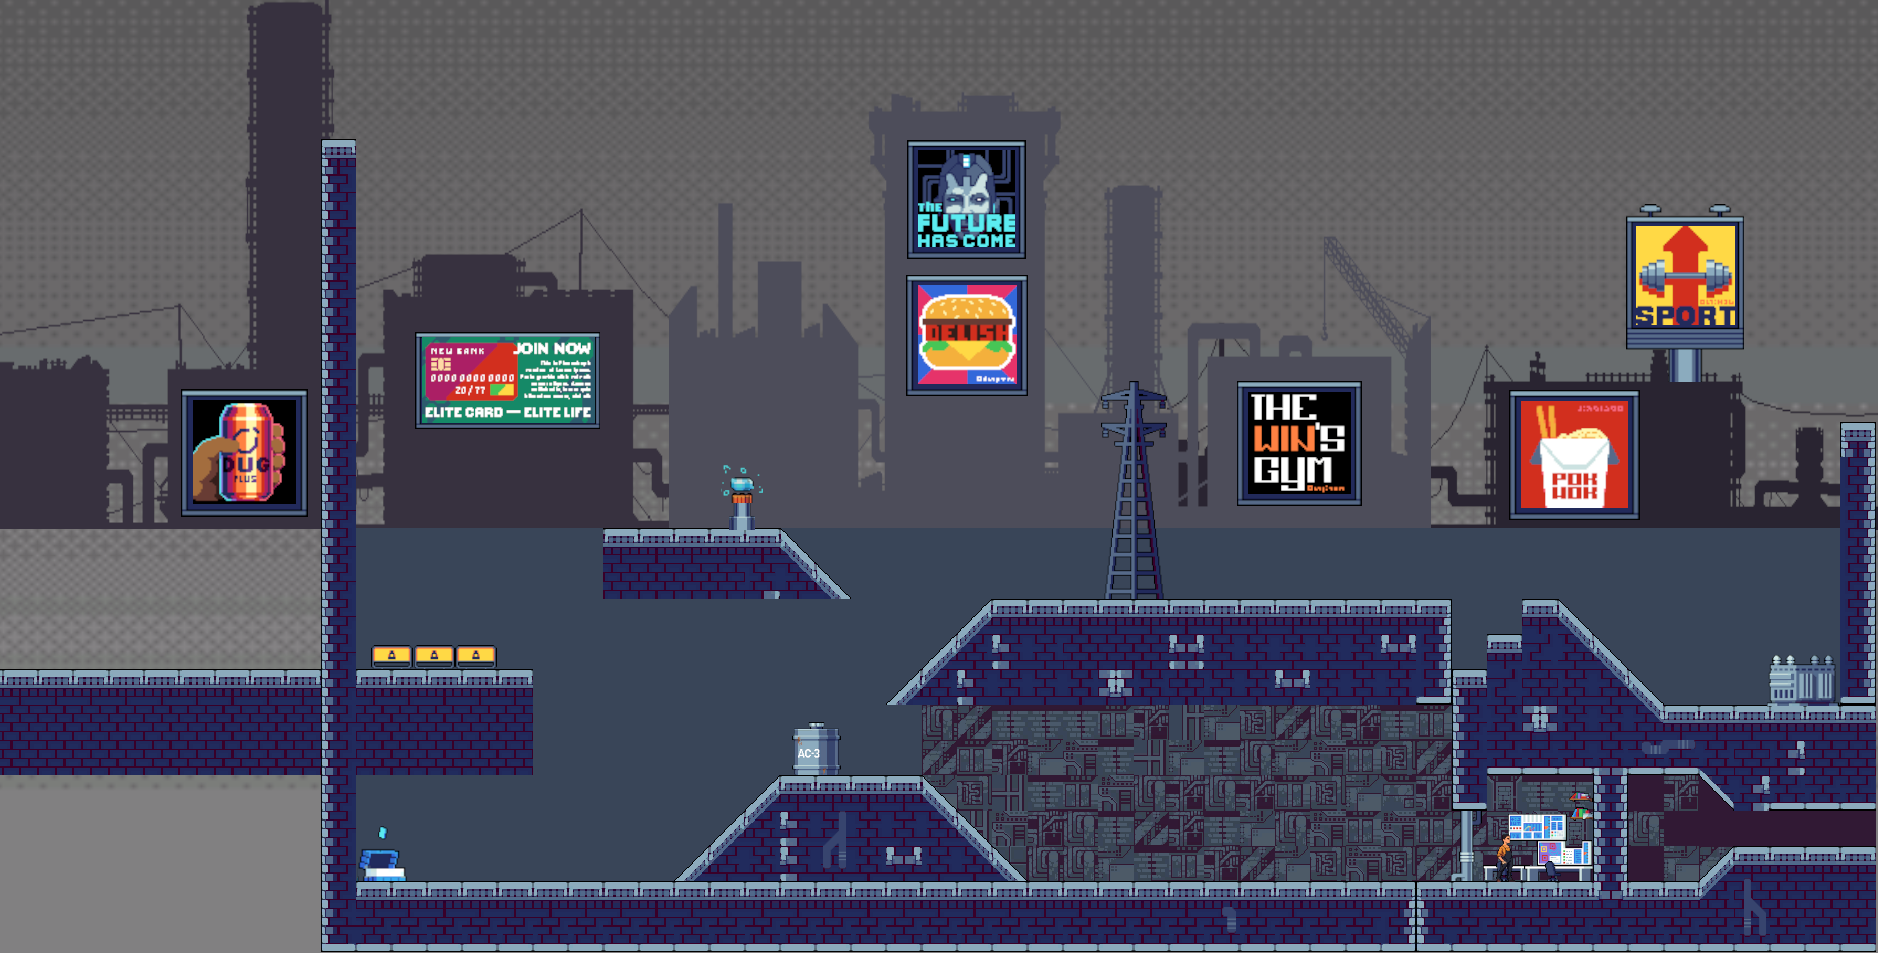 THE
FUTURE
HAS COME
DELISH
SPORT
NEW BANK
JOIN NOW
0000 0000 0000
20/77
ELITE CARD — ELITE LIFE
DUG
PLUS
THE
WIN'S
GYM
POK
WOK
AC-3